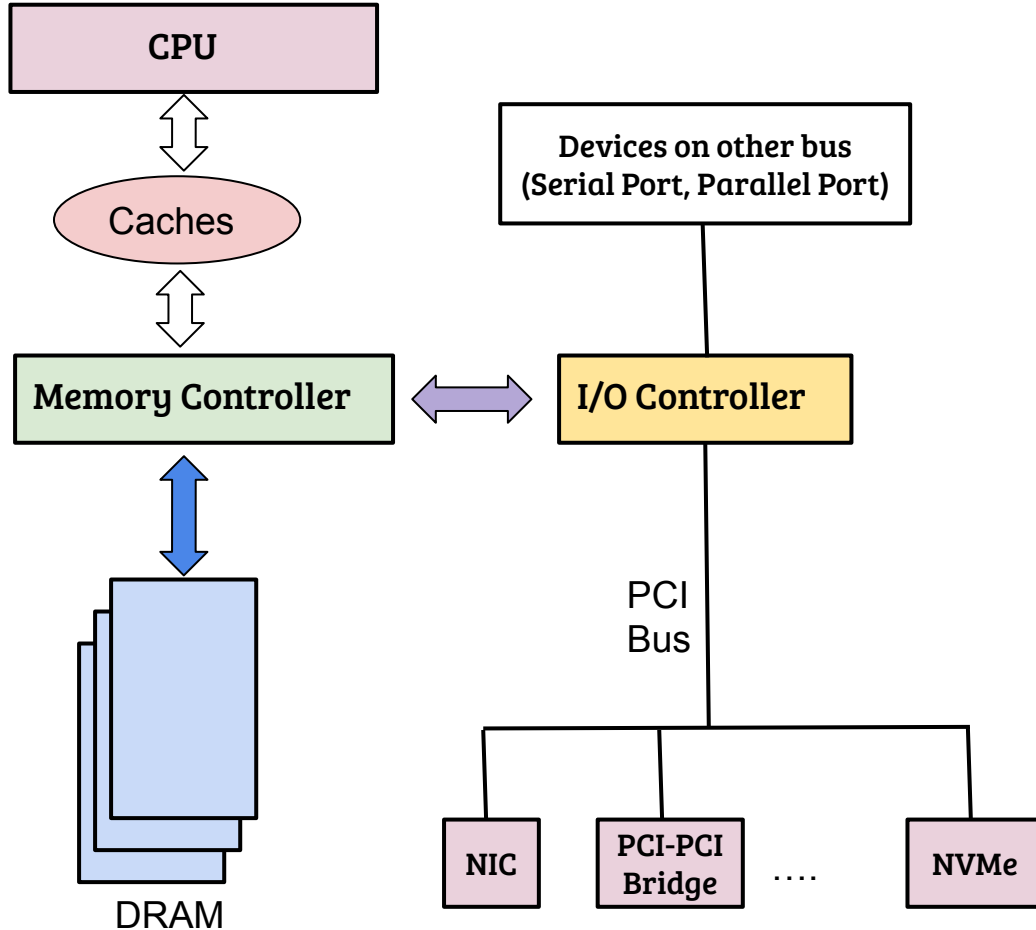 CPU
Caches
Devices on other bus
(Serial Port, Parallel Port)
Memory Controller
I/O Controller
PCI
Bus
NIC
PCI-PCI
Bridge
....
NVMe
DRAM